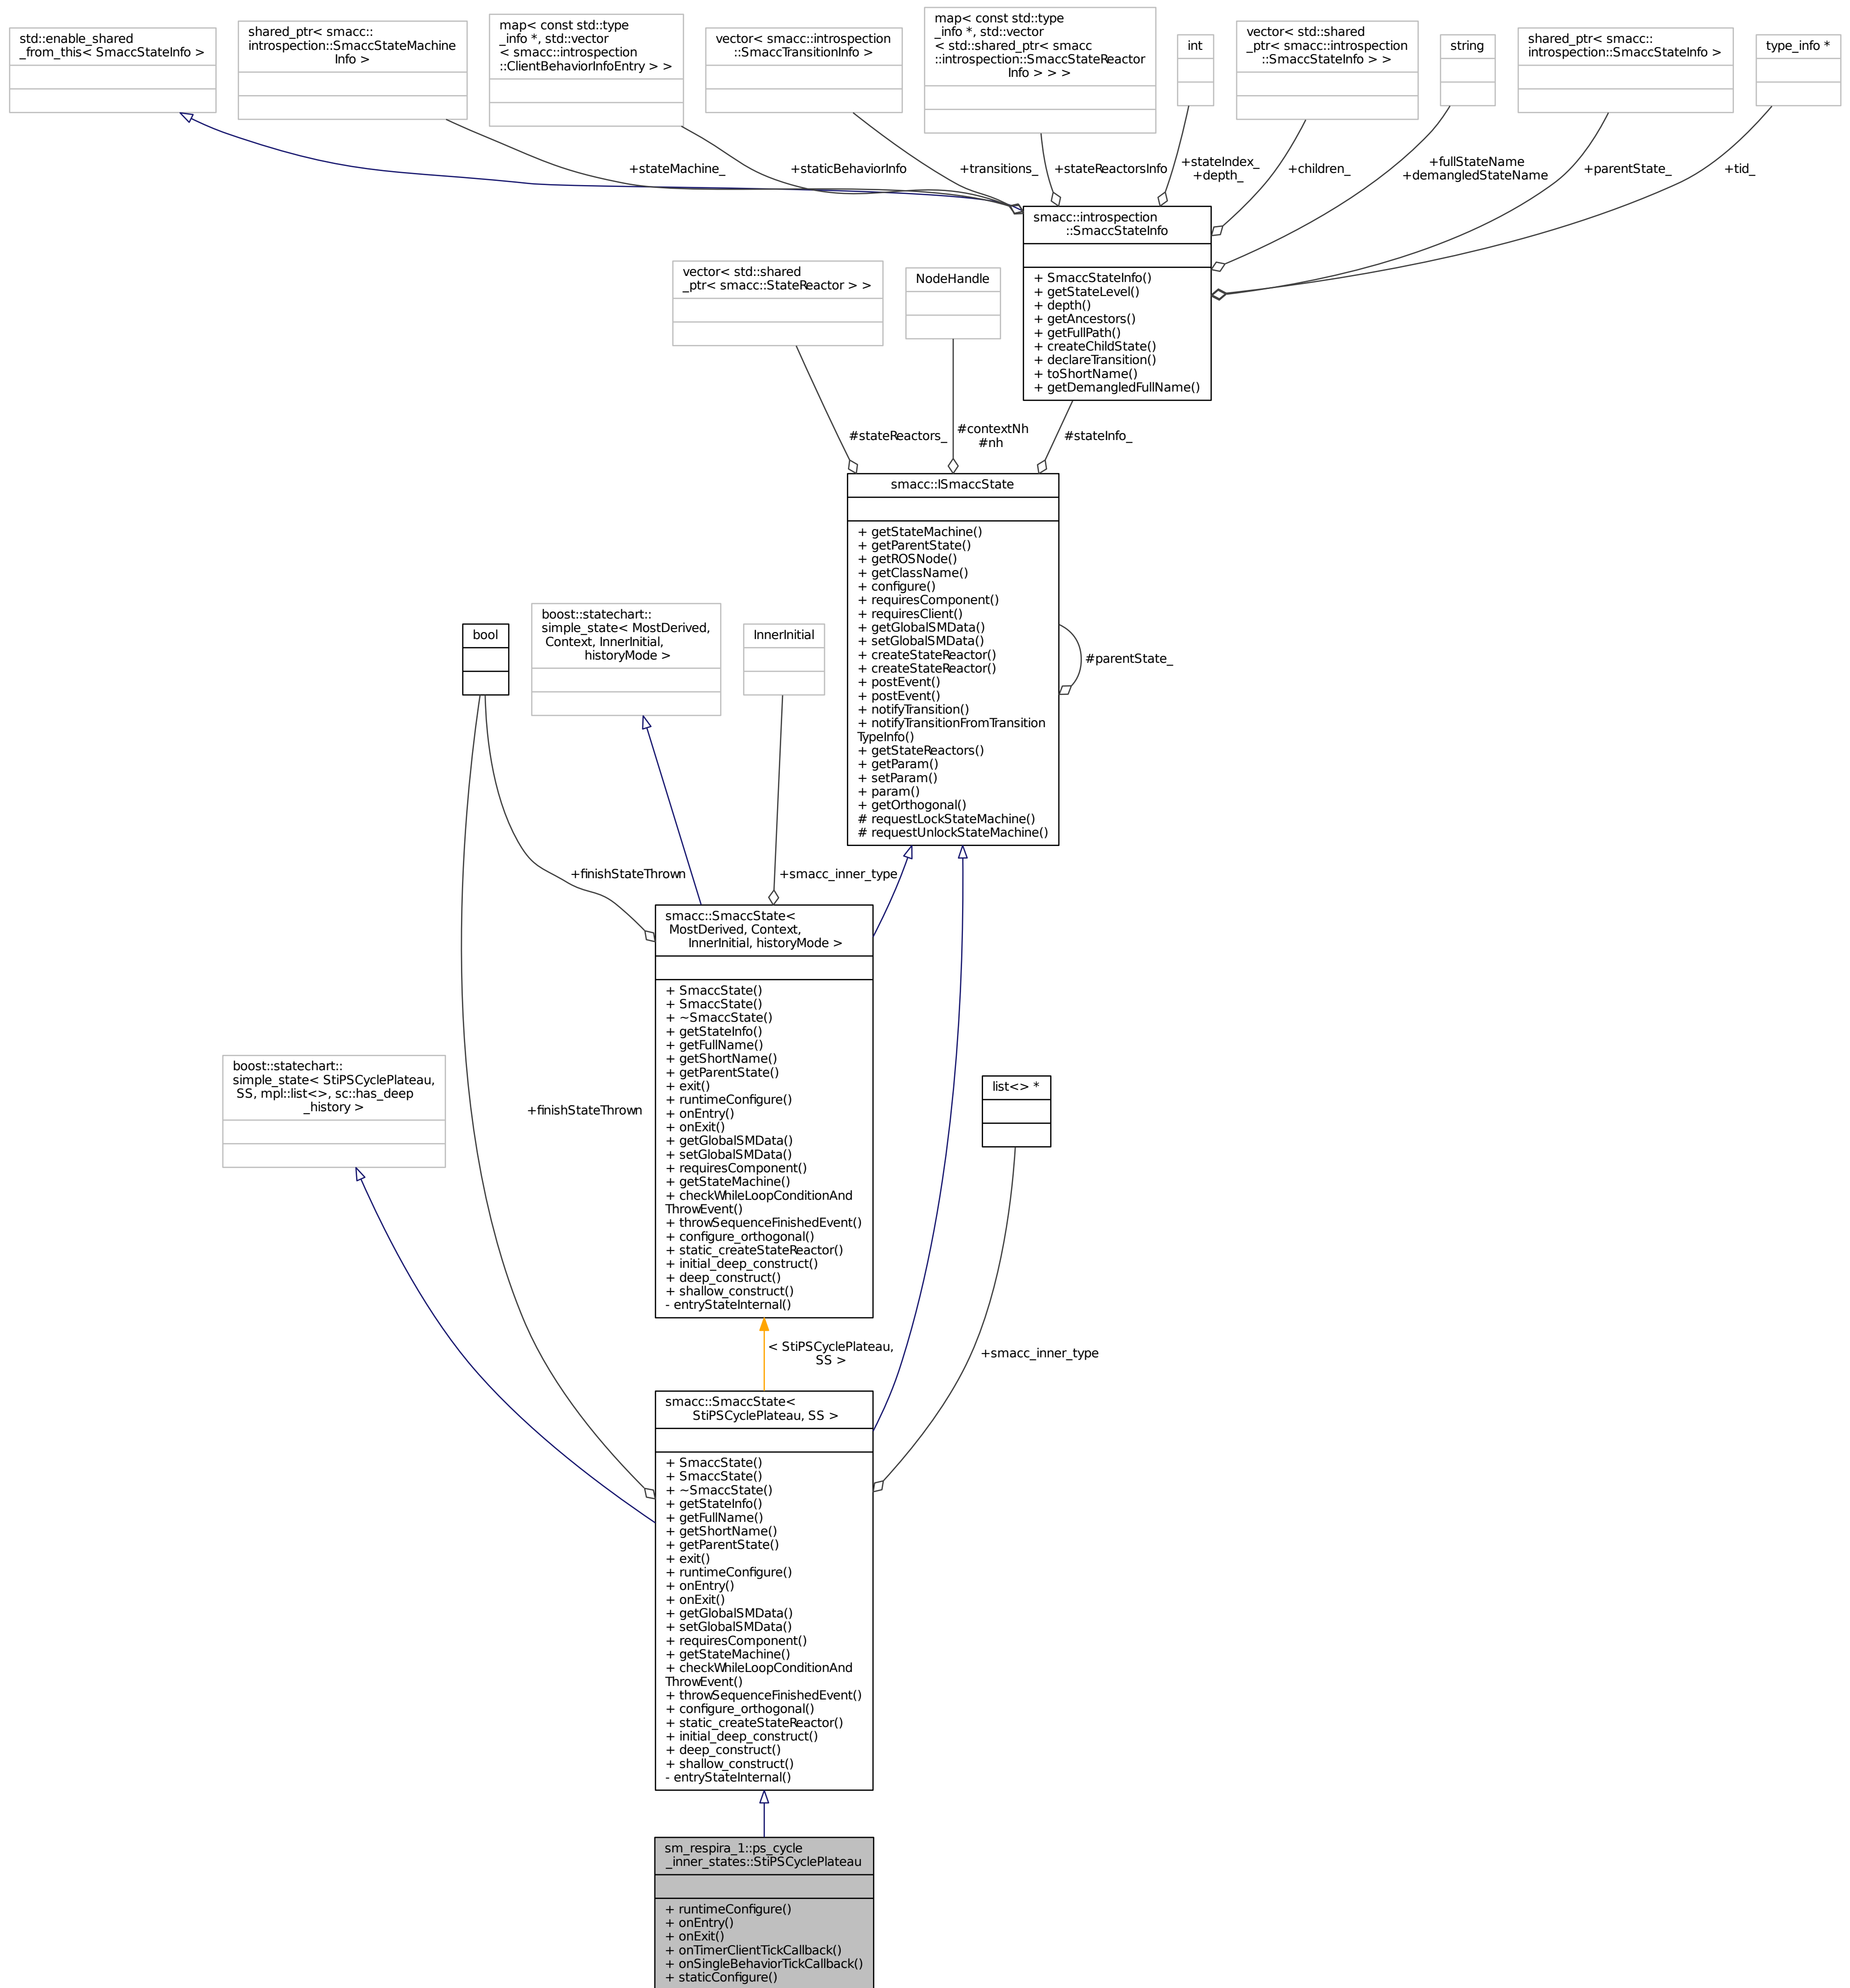 std::enable_shared
_from_this< SmaccStateInfo >
shared_ptr< smacc::
introspection::SmaccStateMachine
Info >
map< const std::type
_info *, std::vector
< smacc::introspection
::ClientBehaviorInfoEntry > >
vector< smacc::introspection
::SmaccTransitionInfo >
map< const std::type
_info *, std::vector
< std::shared_ptr< smacc
::introspection::SmaccStateReactor
Info > > >
int
vector< std::shared
_ptr< smacc::introspection
::SmaccStateInfo > >
string
shared_ptr< smacc::
introspection::SmaccStateInfo >
type_info *
+stateMachine_
+staticBehaviorInfo
+transitions_
+stateReactorsInfo
+stateIndex_
+depth_
+children_
+fullStateName
+demangledStateName
+parentState_
+tid_
smacc::introspection
::SmaccStateInfo
+ SmaccStateInfo()
+ getStateLevel()
+ depth()
+ getAncestors()
+ getFullPath()
+ createChildState()
+ declareTransition()
+ toShortName()
+ getDemangledFullName()
vector< std::shared
_ptr< smacc::StateReactor > >
NodeHandle
#stateReactors_
#contextNh
#nh
#stateInfo_
smacc::ISmaccState
+ getStateMachine()
+ getParentState()
+ getROSNode()
+ getClassName()
+ configure()
+ requiresComponent()
+ requiresClient()
+ getGlobalSMData()
+ setGlobalSMData()
+ createStateReactor()
+ createStateReactor()
+ postEvent()
+ postEvent()
+ notifyTransition()
+ notifyTransitionFromTransition
TypeInfo()
+ getStateReactors()
+ getParam()
+ setParam()
+ param()
+ getOrthogonal()
# requestLockStateMachine()
# requestUnlockStateMachine()
#parentState_
bool
boost::statechart::
simple_state< MostDerived,
Context, InnerInitial,
historyMode >
InnerInitial
+finishStateThrown
+smacc_inner_type
smacc::SmaccState<
MostDerived, Context,
InnerInitial, historyMode >
+ SmaccState()
+ SmaccState()
+ ~SmaccState()
+ getStateInfo()
+ getFullName()
+ getShortName()
+ getParentState()
+ exit()
+ runtimeConfigure()
+ onEntry()
+ onExit()
+ getGlobalSMData()
+ setGlobalSMData()
+ requiresComponent()
+ getStateMachine()
+ checkWhileLoopConditionAnd
ThrowEvent()
+ throwSequenceFinishedEvent()
+ configure_orthogonal()
+ static_createStateReactor()
+ initial_deep_construct()
+ deep_construct()
+ shallow_construct()
- entryStateInternal()
boost::statechart::
simple_state< StiPSCyclePlateau,
SS, mpl::list<>, sc::has_deep
_history >
+finishStateThrown
list<> *
< StiPSCyclePlateau,
SS >
+smacc_inner_type
smacc::SmaccState<
StiPSCyclePlateau, SS >
+ SmaccState()
+ SmaccState()
+ ~SmaccState()
+ getStateInfo()
+ getFullName()
+ getShortName()
+ getParentState()
+ exit()
+ runtimeConfigure()
+ onEntry()
+ onExit()
+ getGlobalSMData()
+ setGlobalSMData()
+ requiresComponent()
+ getStateMachine()
+ checkWhileLoopConditionAnd
ThrowEvent()
+ throwSequenceFinishedEvent()
+ configure_orthogonal()
+ static_createStateReactor()
+ initial_deep_construct()
+ deep_construct()
+ shallow_construct()
- entryStateInternal()
sm_respira_1::ps_cycle
_inner_states::StiPSCyclePlateau
+ runtimeConfigure()
+ onEntry()
+ onExit()
+ onTimerClientTickCallback()
+ onSingleBehaviorTickCallback()
+ staticConfigure()